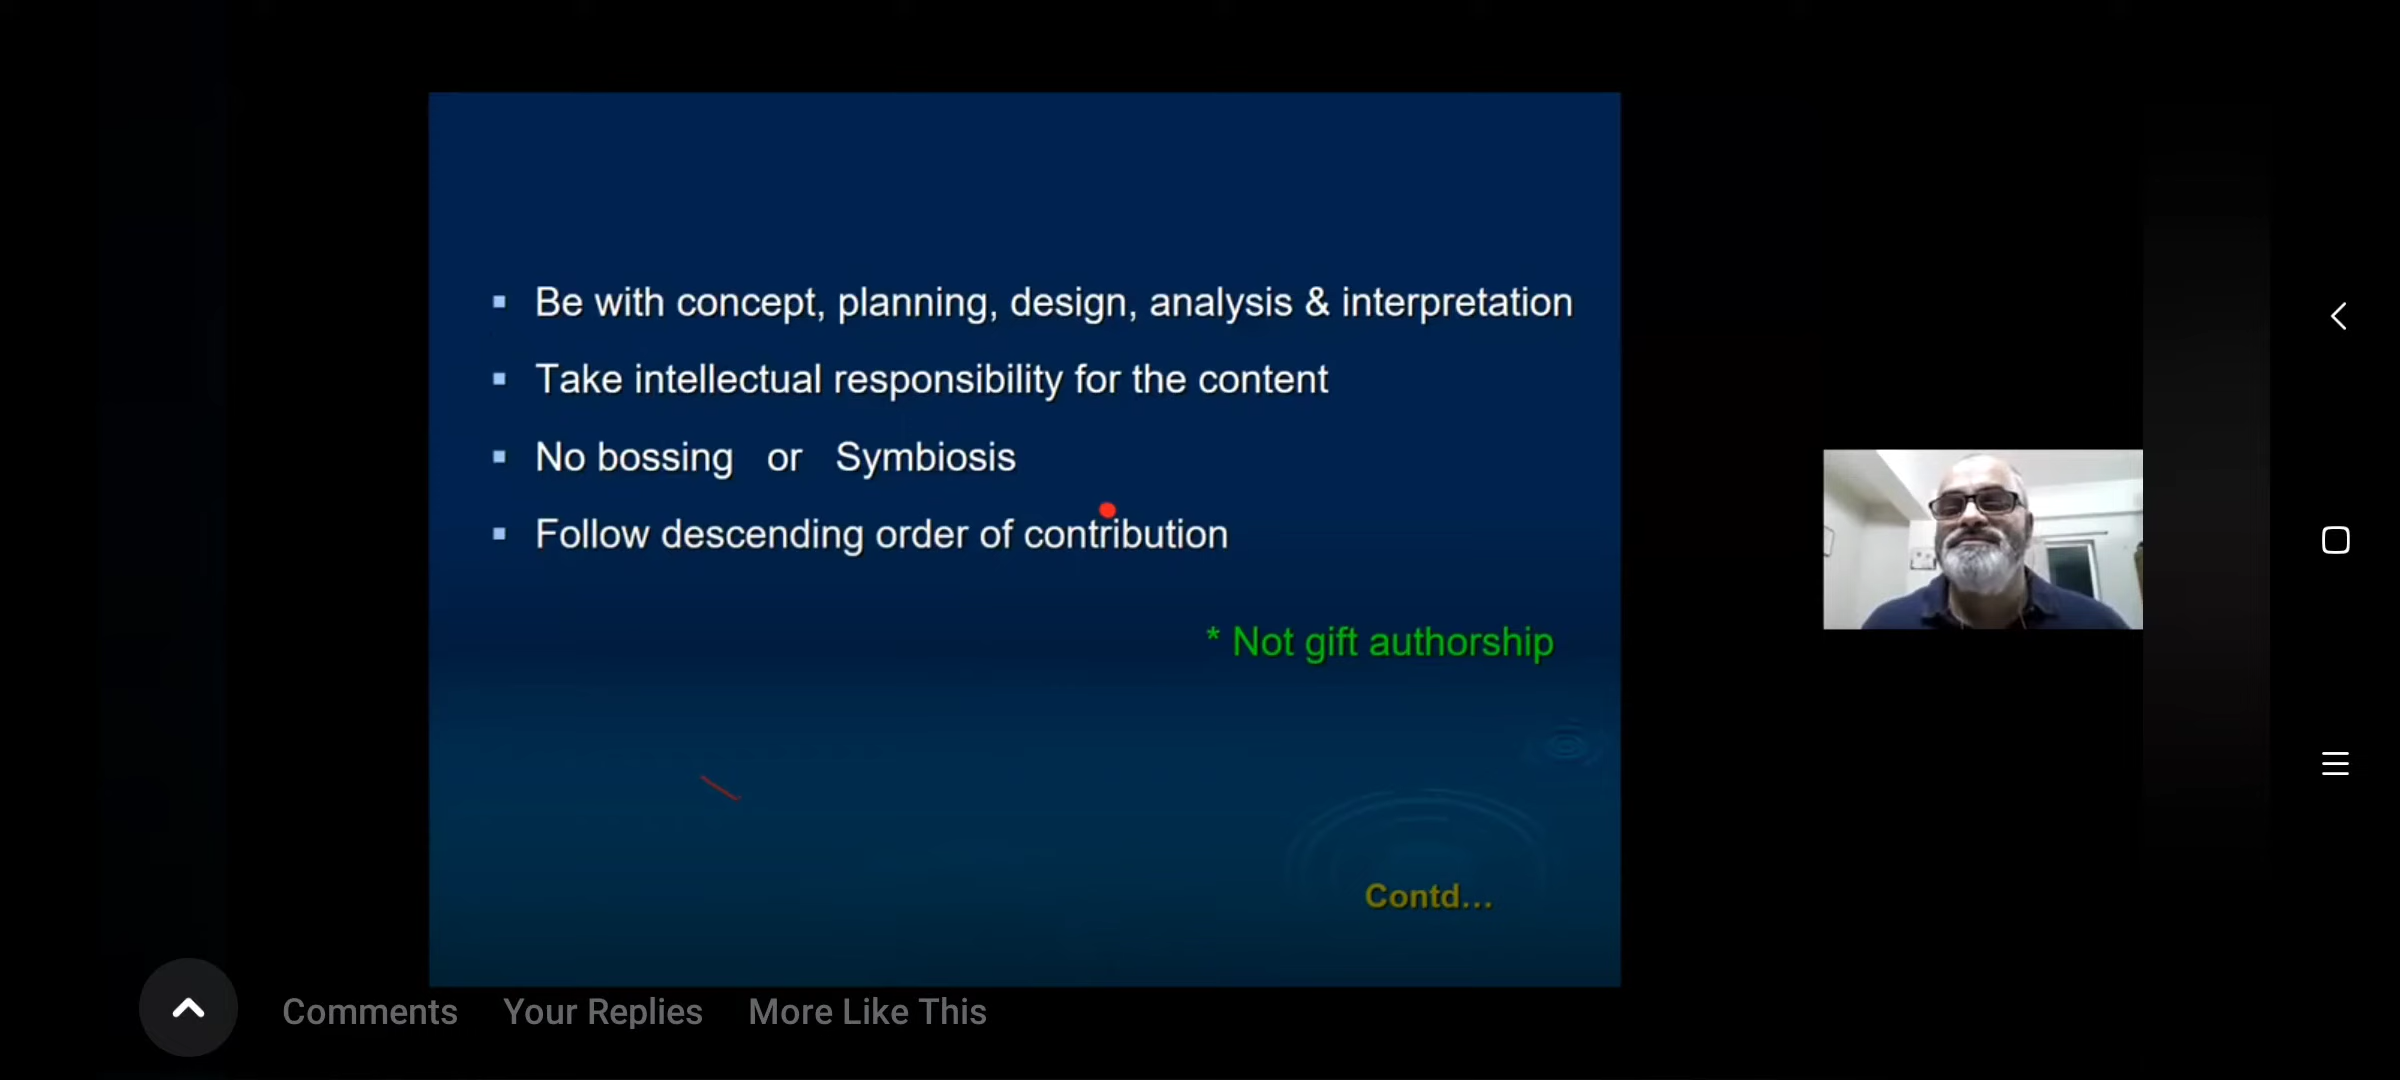 ▪ Be with concept, planning, design, analysis & interpretation
▪ Take intellectual responsibility for the content
▪ No bossing or Symbiosis
▪ Follow descending order of contribution
* Not gift authorship
Contd...
Comments Your Replies More Like This